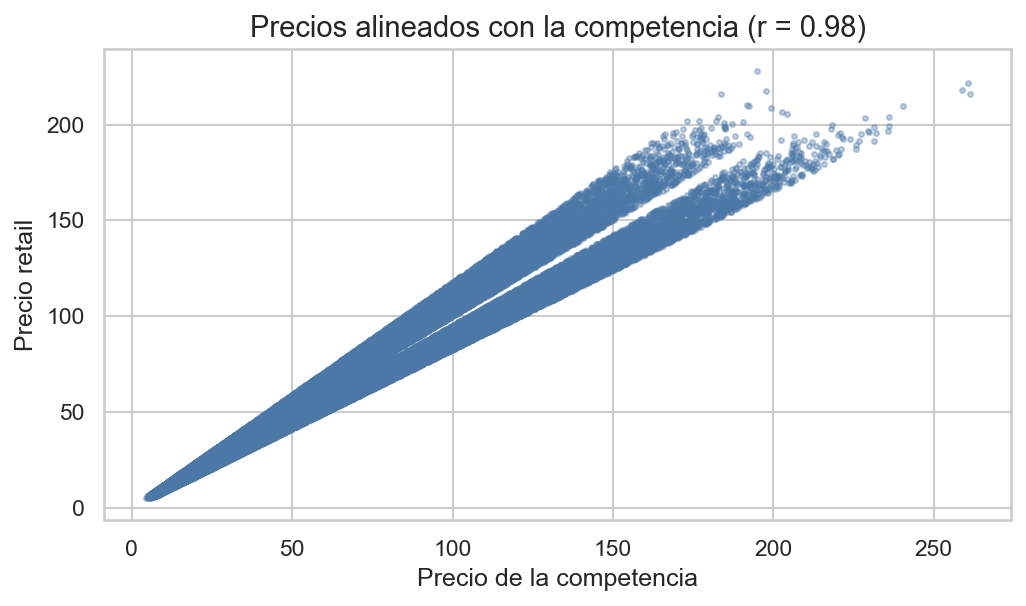 Precios alineados con la competencia (r = 0.98)
Precio retail
200
150
100
50
0
0 50 100 150 200 250
Precio de la competencia